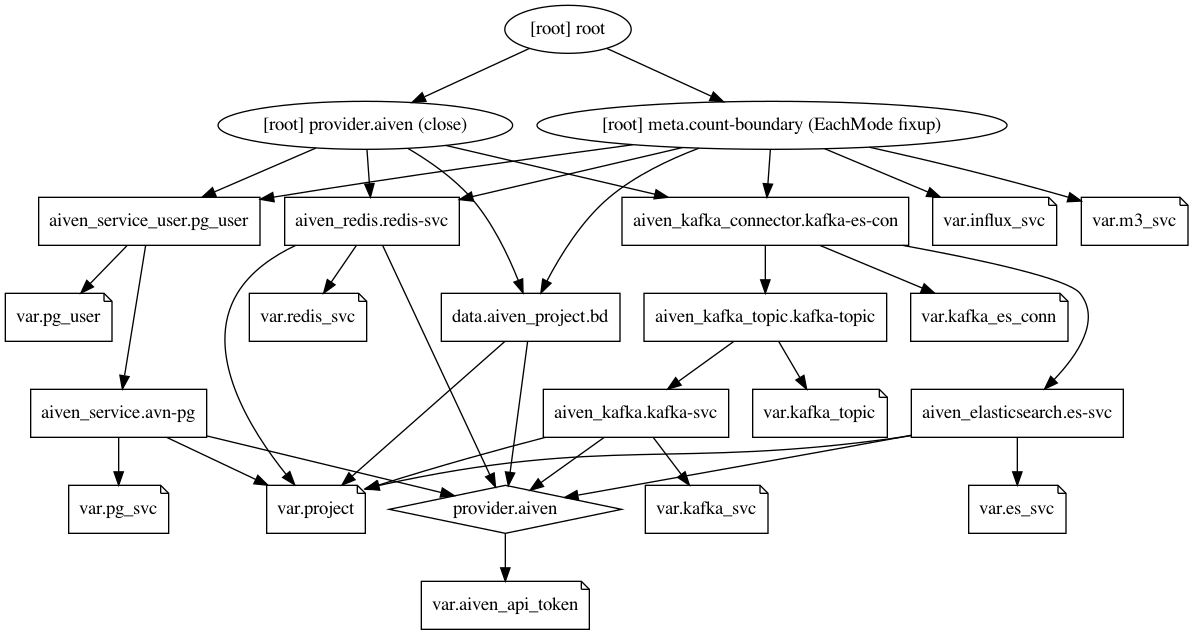 [root] root
[root] provider.aiven (close)
[root] meta.count-boundary (EachMode fixup)
aiven_service_user.pg_user
aiven_redis.redis-svc
aiven_kafka_connector.kafka-es-con
var.influx_svc
var.m3_svc
var.pg_user
var.redis_svc
data.aiven_project.bd
aiven_kafka_topic.kafka-topic
var.kafka_es_conn
aiven_service.avn-pg
aiven_kafka.kafka-svc
var.kafka_topic
aiven_elasticsearch.es-svc
var.pg_svc
var.project
provider.aiven
var.kafka_svc
var.es_svc
var.aiven_api_token